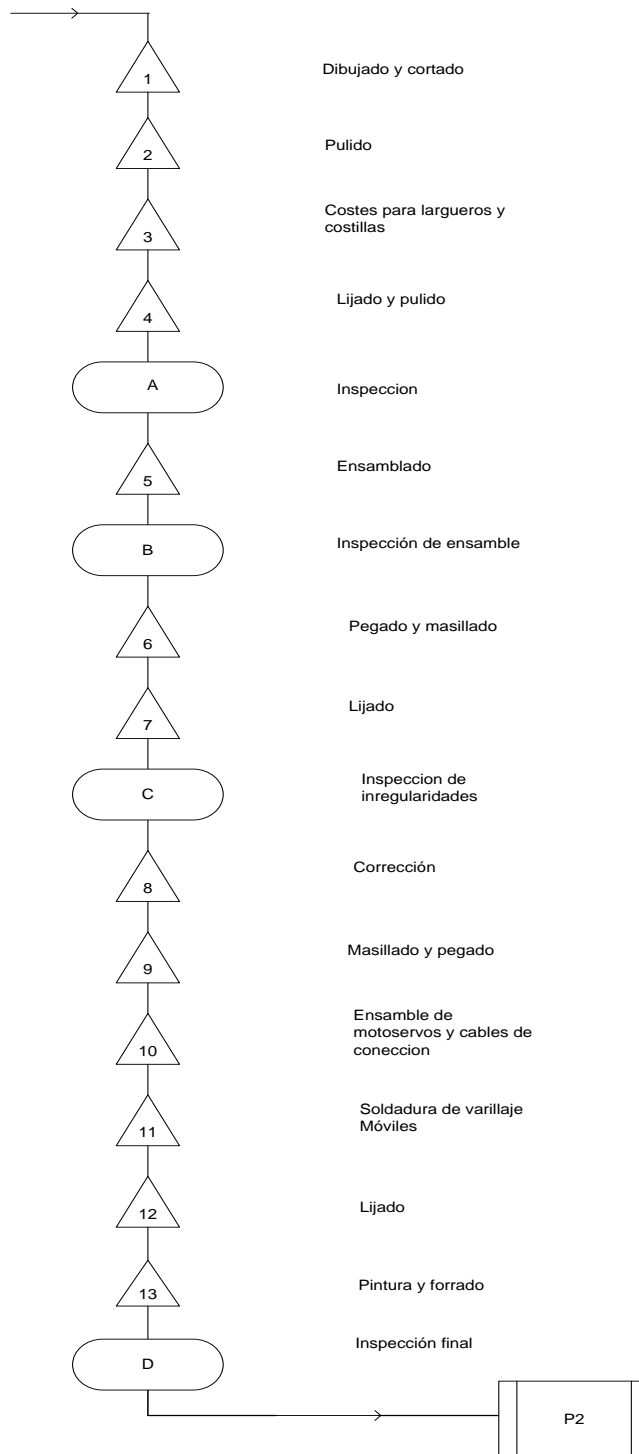 1
Dibujado y cortado
2
Pulido
3
Costes para largueros y
costillas
4
Lijado y pulido
A
Inspeccion
5
Ensamblado
B
Inspección de ensamble
6
Pegado y masillado
7
Lijado
C
Inspeccion de
inregularidades
8
Corrección
9
Masillado y pegado
10
Ensamble de
motoservos y cables de
coneccion
11
Soldadura de varillaje
Móviles
12
Lijado
13
Pintura y forrado
D
Inspección final
P2